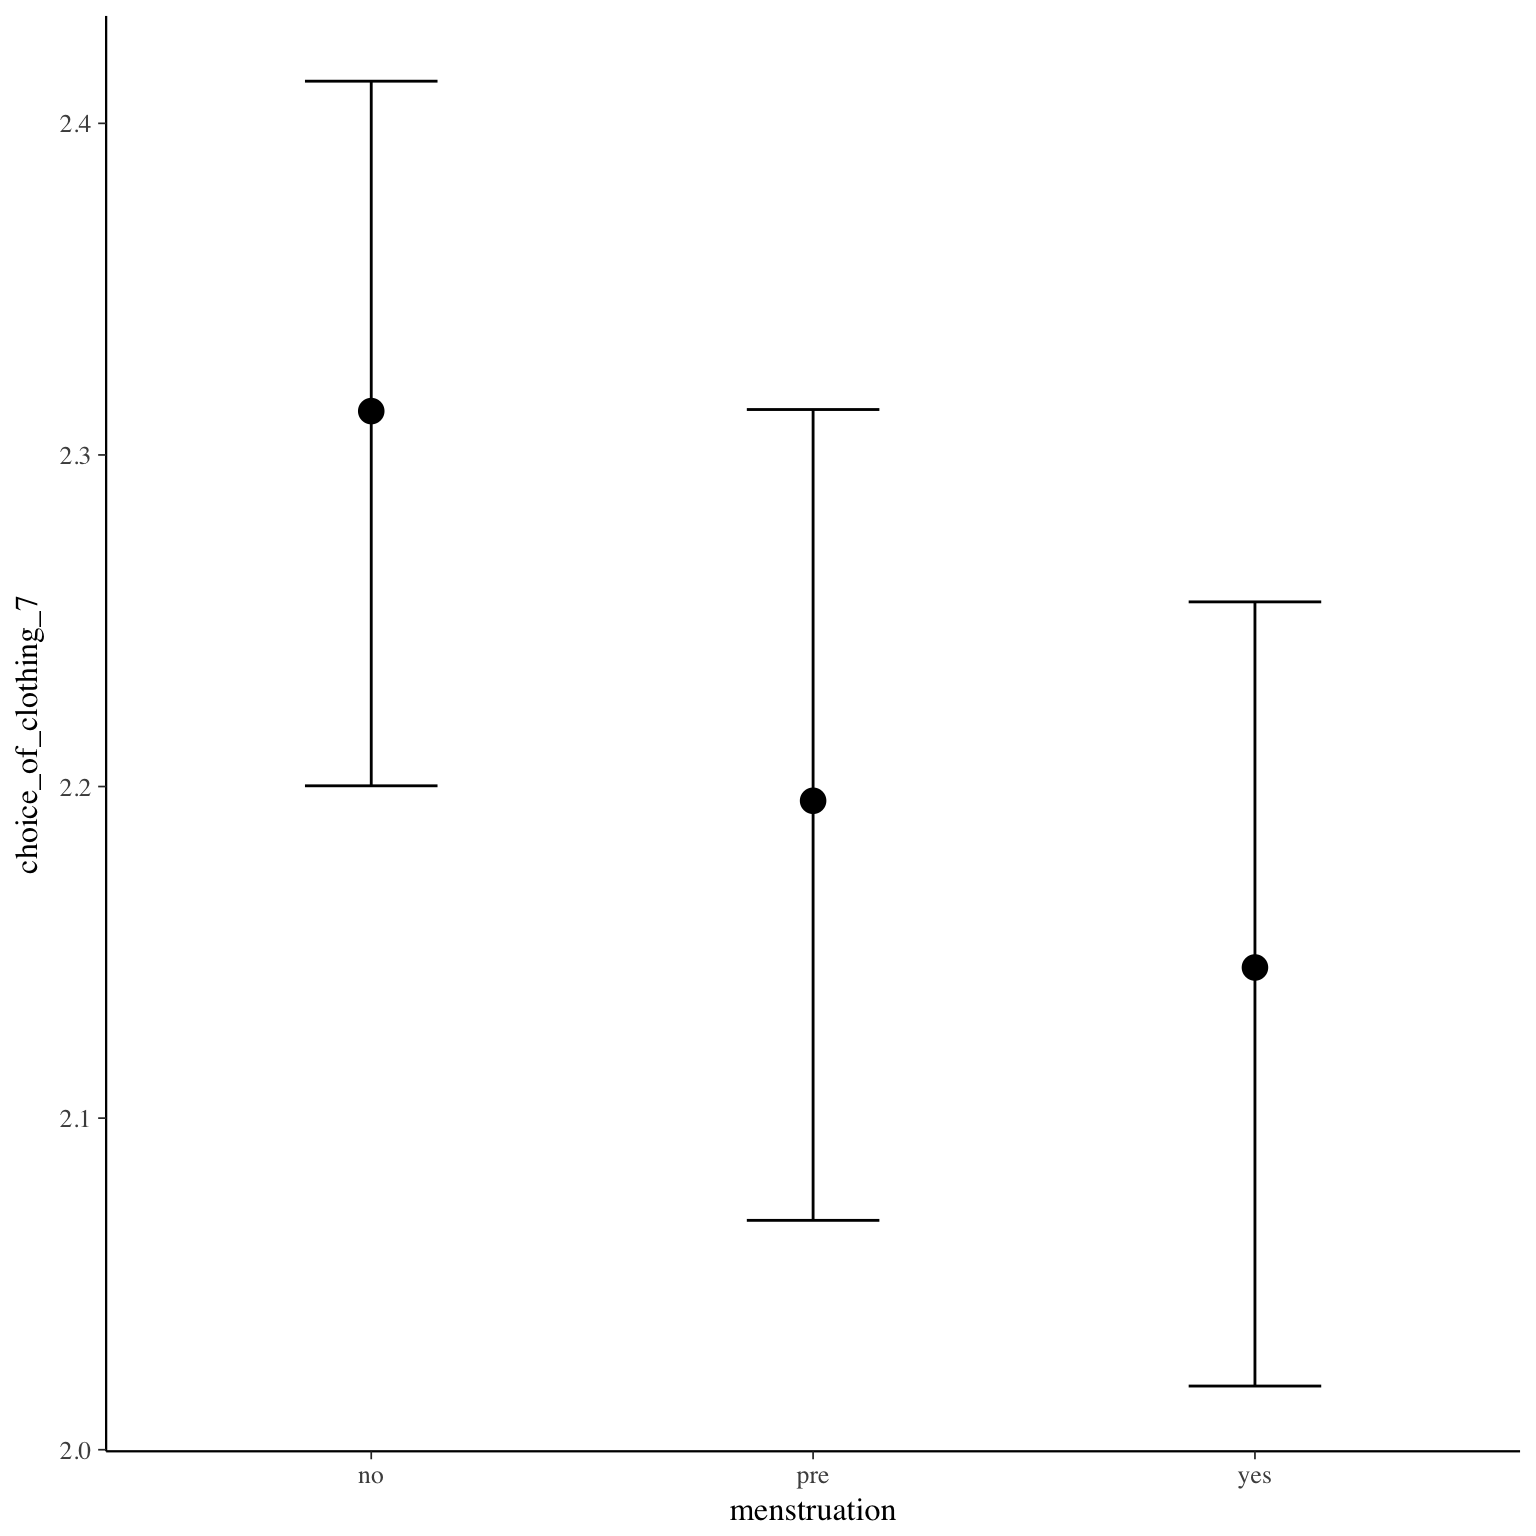 choice_of_clothing_7
2.4
2.3
2.2
2.1
2.0
no pre yes
menstruation